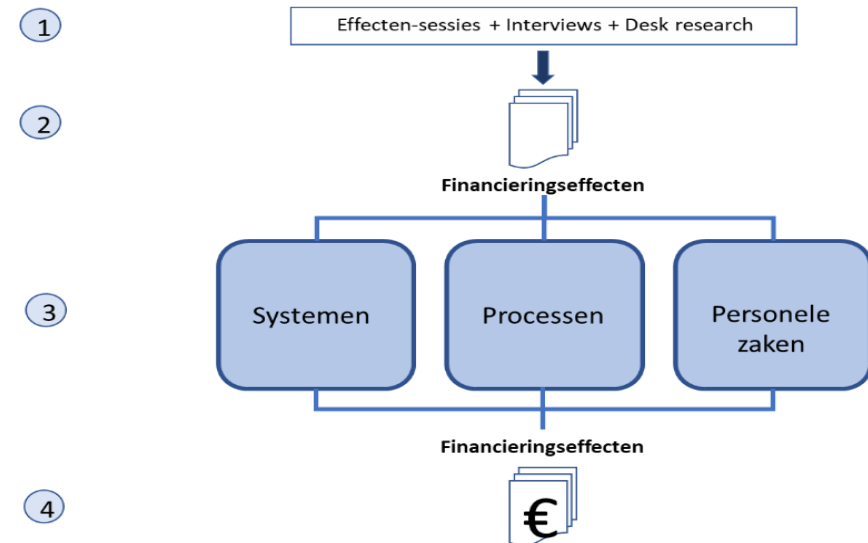 1
Effecten-sessies + Interviews + Desk research
2
Financieringseffecten
3
Systemen
Processen
Personele
zaken
Financieringseffecten
4
€